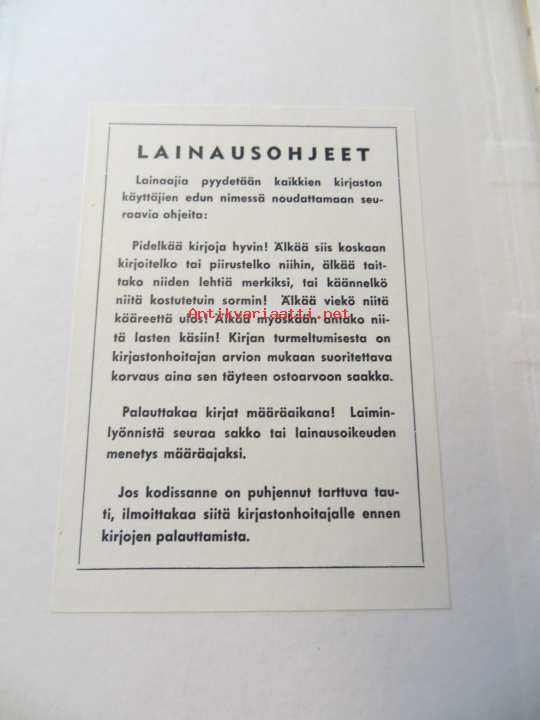 LAINAUSOHJEET
Lainaajia pyydetään kaikkien kirjaston
käyttäjien edun nimessä noudattamaan seu-
raavia ohjeita:
Pidelkää kirjoja hyvin! Älkää siis koskaan
kirjoitelko tai piirustelko niihin, älkää tait-
tako niiden lehtiä merkiksi, tai käännelkö
niitä kostutetuin sormin! Älkää viekö niitä
kääreettä ulos! Älkää myöskään antako nii-
Antikvariaatti.net
tä lasten käsiin! Kirjan turmeltumisesta on
kirjastonhoitajan arvion mukaan suoritettava
korvaus aina sen täyteen ostoarvoon saakka.
Palauttakaa kirjat määräaikana! Laimin-
lyönnistä seuraa sakko tai lainausoikeuden
menetys määräajaksi.
Jos kodissanne on puhjennut tarttuva tau-
ti, ilmoittakaa siitä kirjastonhoitajalle ennen
kirjojen palauttamista.